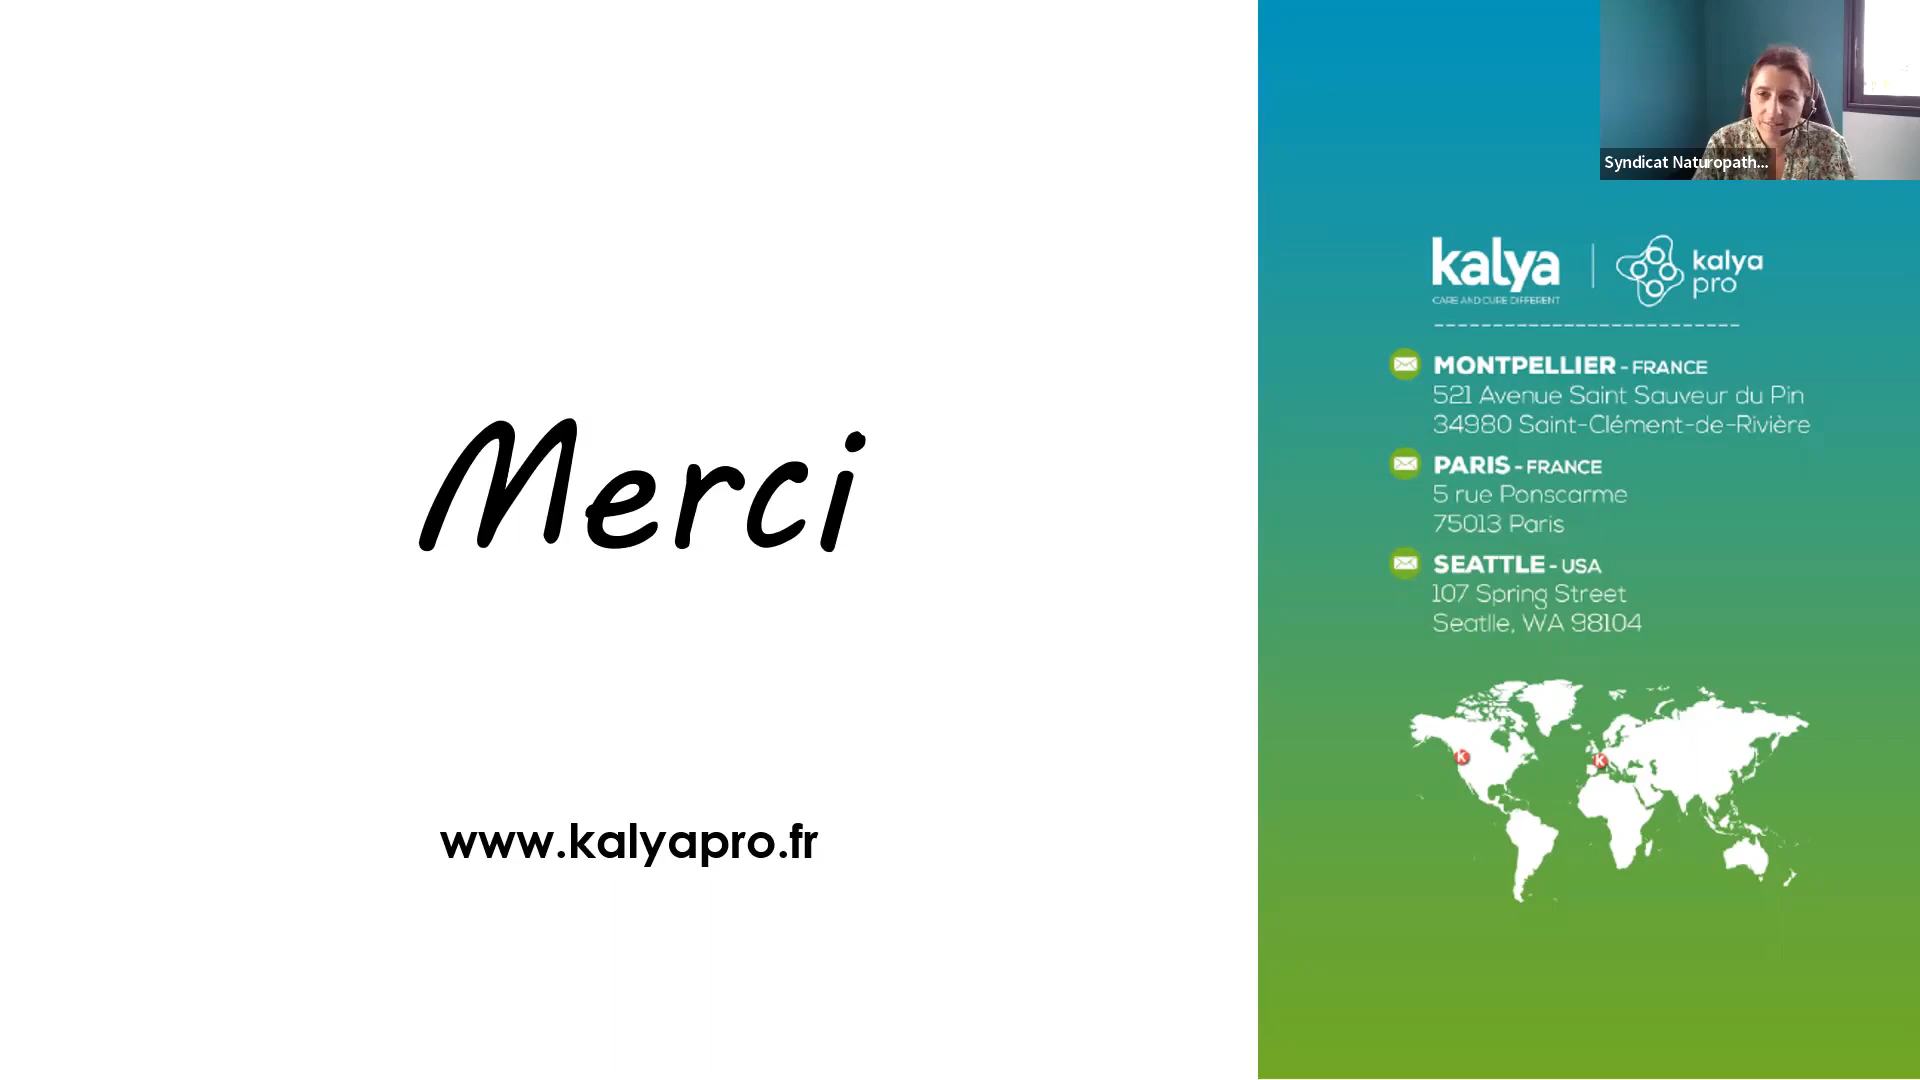 Merci
www.kalyapro.fr
Syndicat Naturopath...
kalya
CARE AND CURE DIFFERENT
kalya
pro
MONTPELLIER - FRANCE
521 Avenue Saint Sauveur du Pin
34980 Saint-Clément-de-Rivière
PARIS - FRANCE
5 rue Ponscarme
75013 Paris
SEATTLE - USA
107 Spring Street
Seatlle, WA 98104
K
K